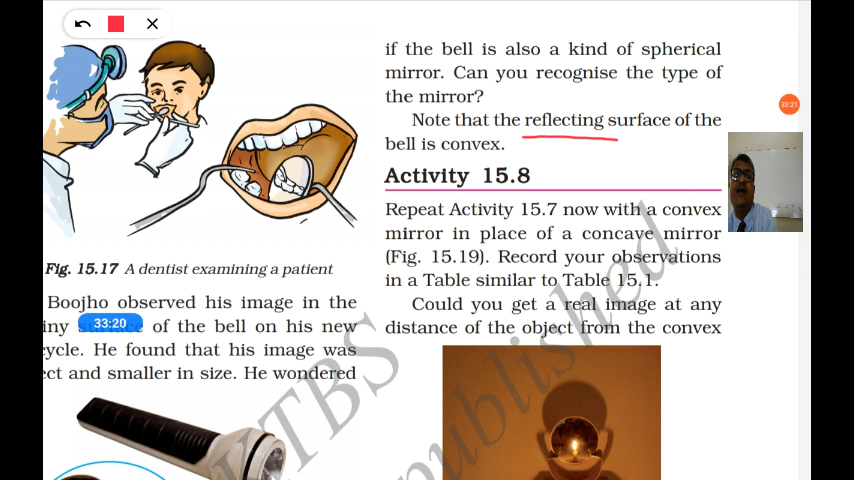 if the bell is also a kind of spherical
mirror. Can you recognise the type of
the mirror?
Note that the reflecting surface of the
bell is convex.
Activity 15.8
Repeat Activity 15.7 now with a convex
mirror in place of a concave mirror
(Fig. 15.19). Record your observations
in a Table similar to Table 15.1.
Could you get a real image at any
distance of the object from the convex
Fig. 15.17 A dentist examining a patient
Boojho observed his image in the
iny of the bell on his new
ycle. He found that his image was
ect and smaller in size. He wondered
33:20
33:21
KTBS
published